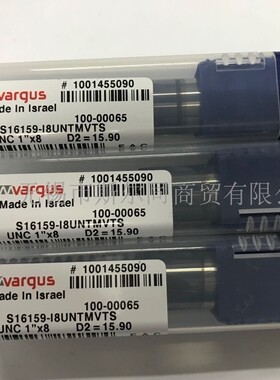 vargus
# 1001455090
Made in Israel
100-00065
S16159-I8UNTMVTS
UNC 1"x8 D2=15.90
vargus
# 1001455090
Made In Israel
100-00065
S16159-I8UNTMVTS
UNC 1"x8 D2=15.90
vargus
# 1001455090
Made In Israel
100-00065
S16159-I8UNTMVTS
UNC 1"x8 D2=15.90